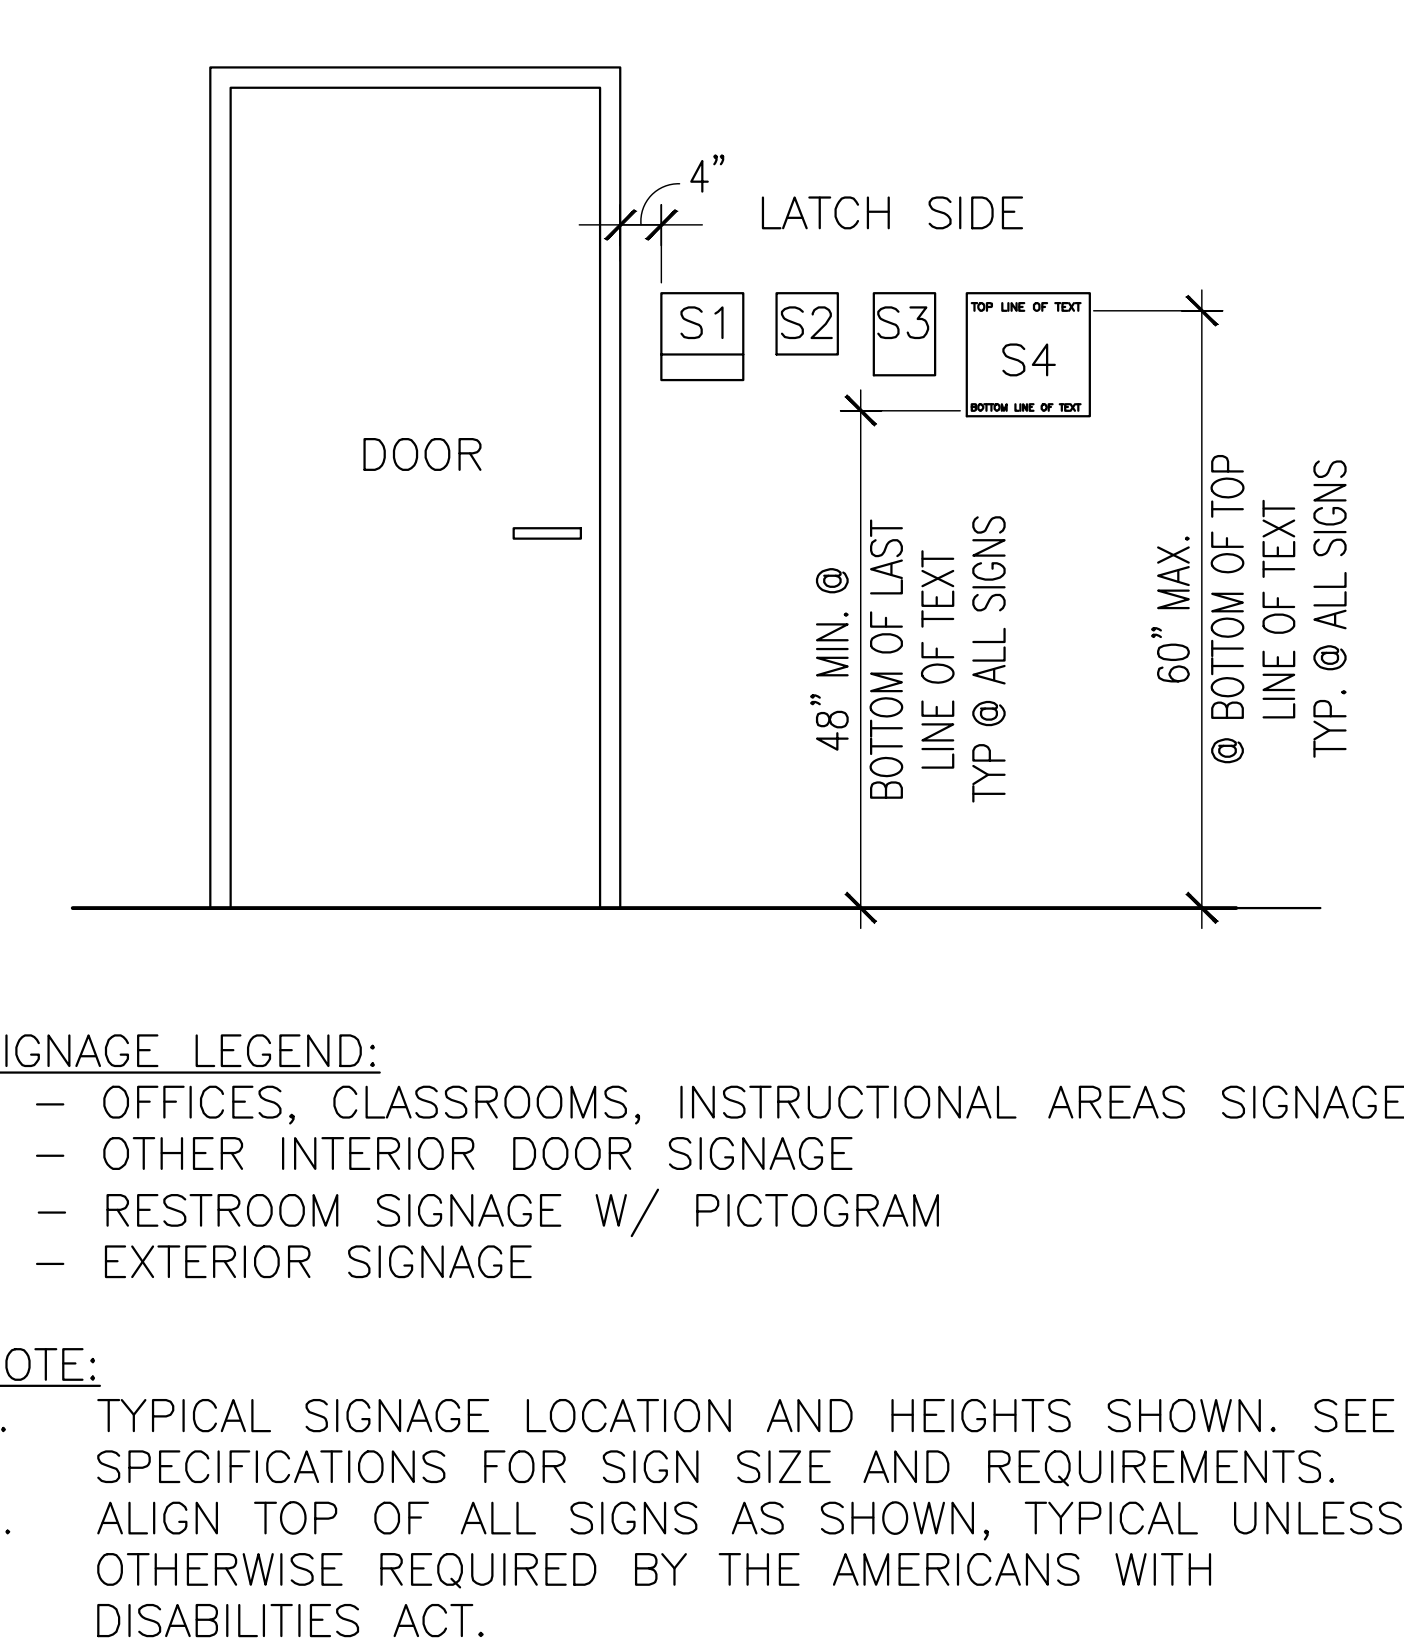 4”
LATCH SIDE
S1
S2
S3
TOP LINE OF TEXT
S4
BOTTOM LINE OF TEXT
DOOR
48” MIN. @
BOTTOM OF LAST
LINE OF TEXT
TYP @ ALL SIGNS
60” MAX.
@ BOTTOM OF TOP
LINE OF TEXT
TYP. @ ALL SIGNS
IGNAGE LEGEND:
– OFFICES, CLASSROOMS, INSTRUCTIONAL AREAS SIGNAGE
– OTHER INTERIOR DOOR SIGNAGE
– RESTROOM SIGNAGE W/ PICTOGRAM
– EXTERIOR SIGNAGE
OTE:
. TYPICAL SIGNAGE LOCATION AND HEIGHTS SHOWN. SEE
SPECIFICATIONS FOR SIGN SIZE AND REQUIREMENTS.
. ALIGN TOP OF ALL SIGNS AS SHOWN, TYPICAL UNLESS
OTHERWISE REQUIRED BY THE AMERICANS WITH
DISABILITIES ACT.